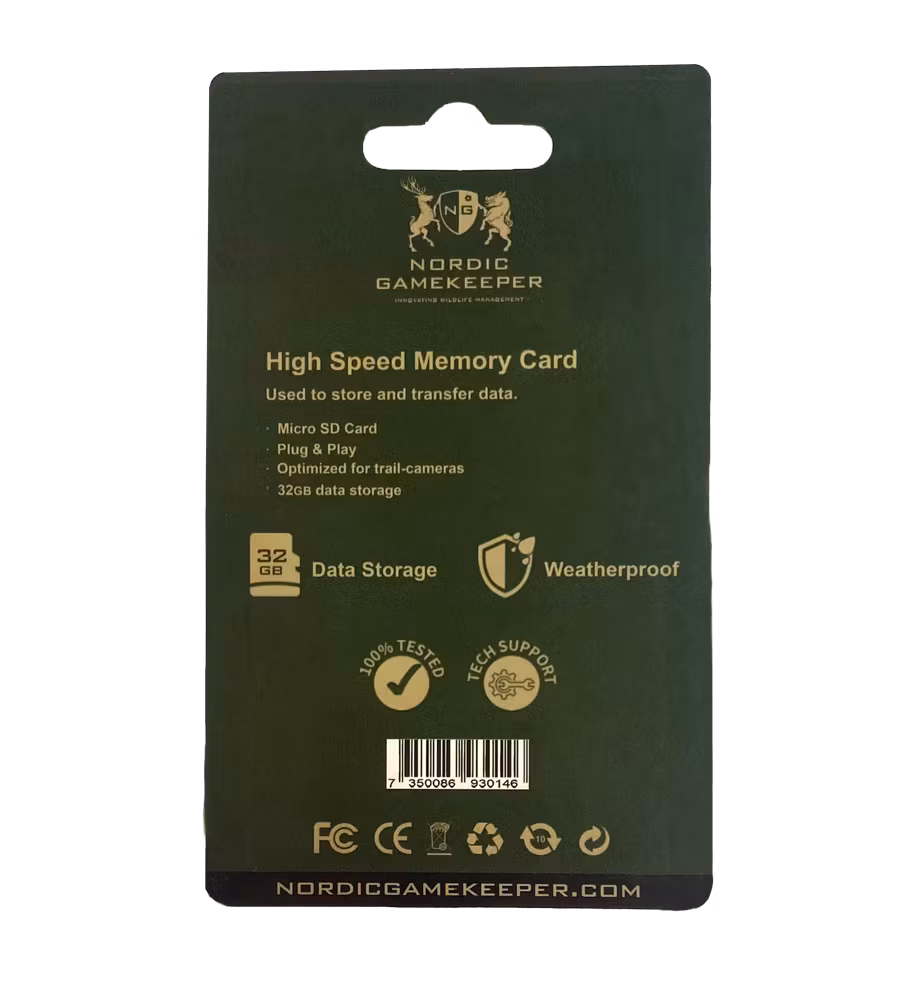 NG
NORDIC
GAMEKEEPER
INNOVATING WILDLIFE MANAGEMENT
High Speed Memory Card
Used to store and transfer data.
· Micro SD Card
· Plug & Play
· Optimized for trail-cameras
· 32GB data storage
32
GB
Data Storage
Weatherproof
100% TESTED
TECH SUPPORT
7 350086 930146
FC CE 10
NORDICGAMEKEEPER.COM